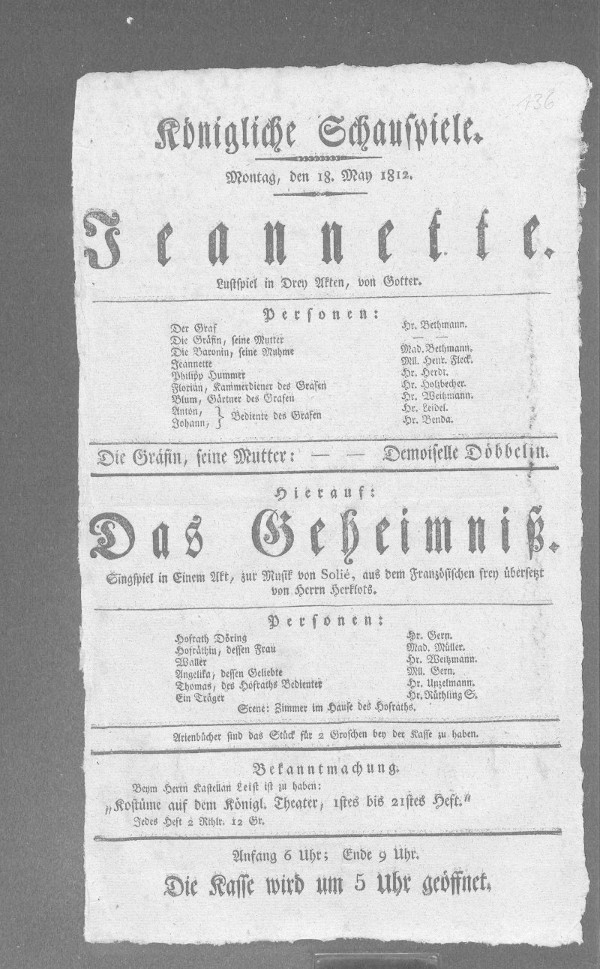 136
Königliche Schauspiele.
Montag, den 18. May 1812.
Jeannette.
Lustspiel in Drey Akten, von Gotter.
Personen:
Der Graf Hr. Bethmann.
Die Gräfin, seine Mutter — —
Die Baronin, seine Muhme Mad. Bethmann.
Jeannette Mll. Henr. Fleck.
Philipp Hummer Hr. Herdt.
Florian, Kammerdiener des Grafen Hr. Holzbecher.
Blum, Gärtner des Grafen Hr. Weitzmann.
Anton, } Bediente des Grafen Hr. Leidel.
Johann, Hr. Benda.
Die Gräfin, seine Mutter: — — Demoiselle Döbbelin.
Hierauf:
Das Geheimniß.
Singspiel in Einem Akt, zur Musik von Solié, aus dem Französischen frey übersetzt
von Herrn Herklots.
Personen:
Hofrath Döring Hr. Gern.
Hofräthin, dessen Frau Mad. Müller.
Waller Hr. Weitzmann.
Angelika, dessen Geliebte Mll. Gern.
Thomas, des Hofraths Bedienter Hr. Unzelmann.
Ein Träger Hr. Rüthling S.
Scene: Zimmer im Hause des Hofraths.
Arienbücher sind das Stück für 2 Groschen bey der Kasse zu haben.
Bekanntmachung.
Beym Herrn Kastellan Leist ist zu haben:
„Kostüme auf dem Königl. Theater, 1stes bis 21stes Heft.“
Jedes Heft 2 Rthlr. 12 Gr.
Anfang 6 Uhr; Ende 9 Uhr.
Die Kasse wird um 5 Uhr geöffnet.